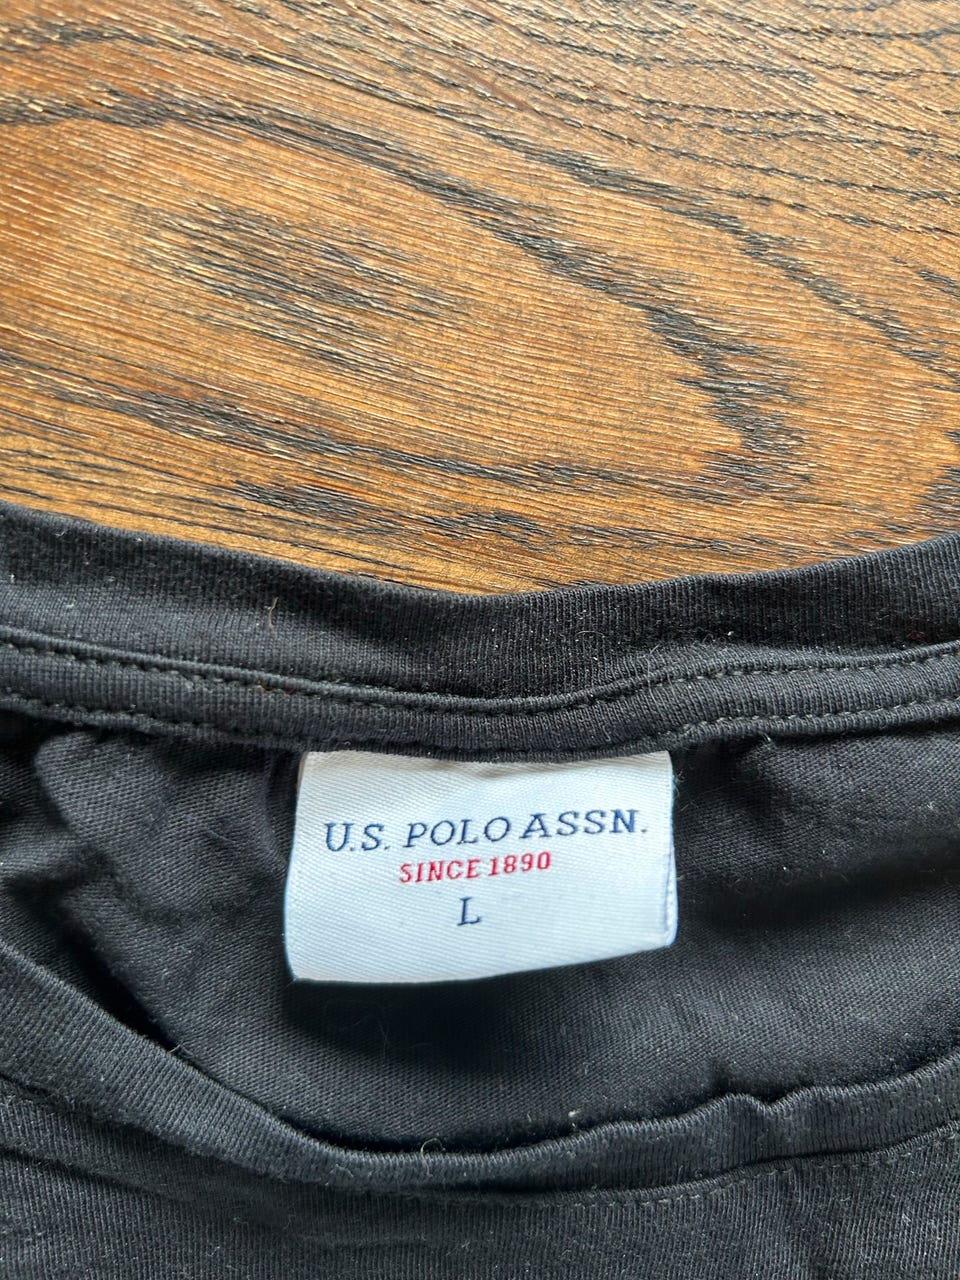 U.S. POLO ASSN.
SINCE 1890
L